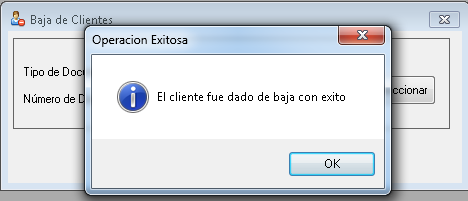 Baja de Clientes
Operacion Exitosa
Tipo de Docu
El cliente fue dado de baja con exito
ccionar
Número de D
OK